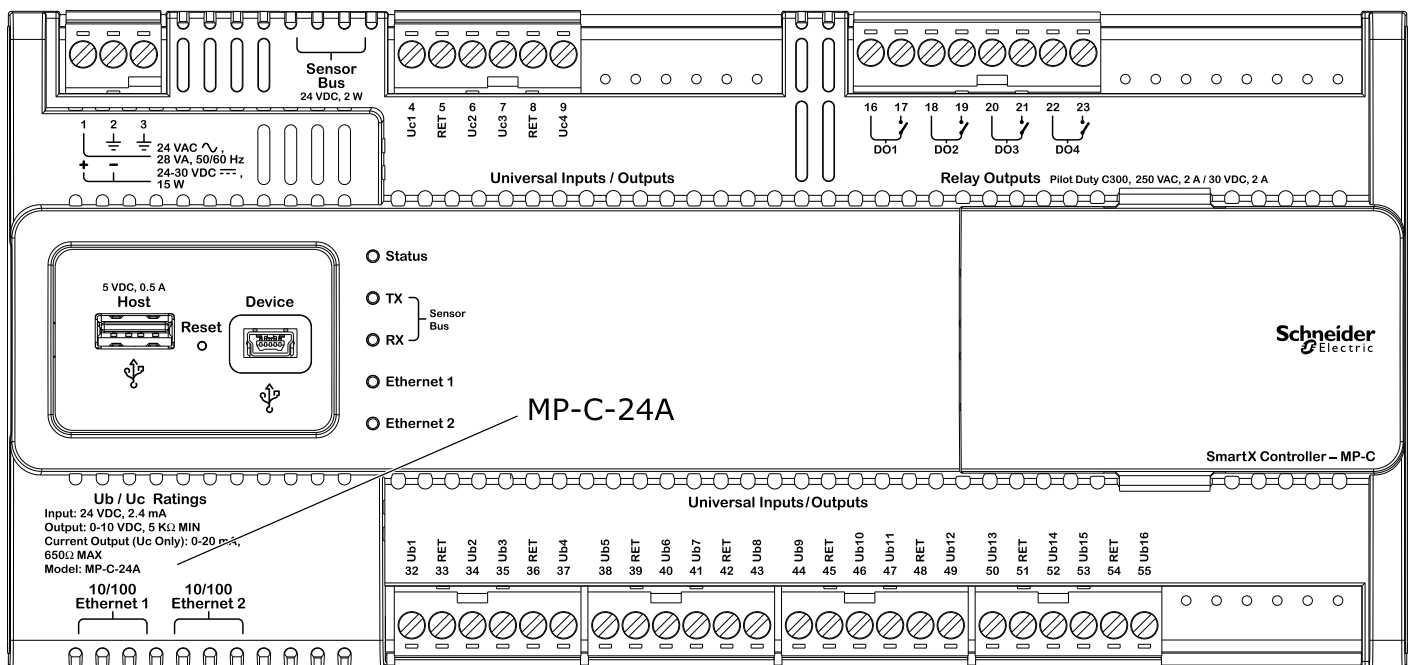 Sensor
Bus
24 VDC, 2 W
1 2 3
24 VAC ,
28 VA, 50/60 Hz
+ –
24-30 VDC ,
15 W
4 5 6 7 8 9
Uc1 RET Uc2 Uc3 RET Uc4
Universal Inputs / Outputs
16 17 18 19 20 21 22 23
DO1 DO2 DO3 DO4
Relay Outputs Pilot Duty C300, 250 VAC, 2 A / 30 VDC, 2 A
5 VDC, 0.5 A
Host
Reset
Device
Status
TX
RX
Sensor
Bus
Ethernet 1
Ethernet 2
MP-C-24A
Schneider
Electric
SmartX Controller – MP-C
Ub / Uc Ratings
Input: 24 VDC, 2.4 mA
Output: 0-10 VDC, 5 KΩ MIN
Current Output (Uc Only): 0-20 mA,
650Ω MAX
Model: MP-C-24A
10/100
Ethernet 1
10/100
Ethernet 2
Universal Inputs/Outputs
Ub1 RET Ub2 Ub3 RET Ub4 Ub5 RET Ub6 Ub7 RET Ub8 Ub9 RET Ub10 Ub11 RET Ub12 Ub13 RET Ub14 Ub15 RET Ub16
32 33 34 35 36 37 38 39 40 41 42 43 44 45 46 47 48 49 50 51 52 53 54 55